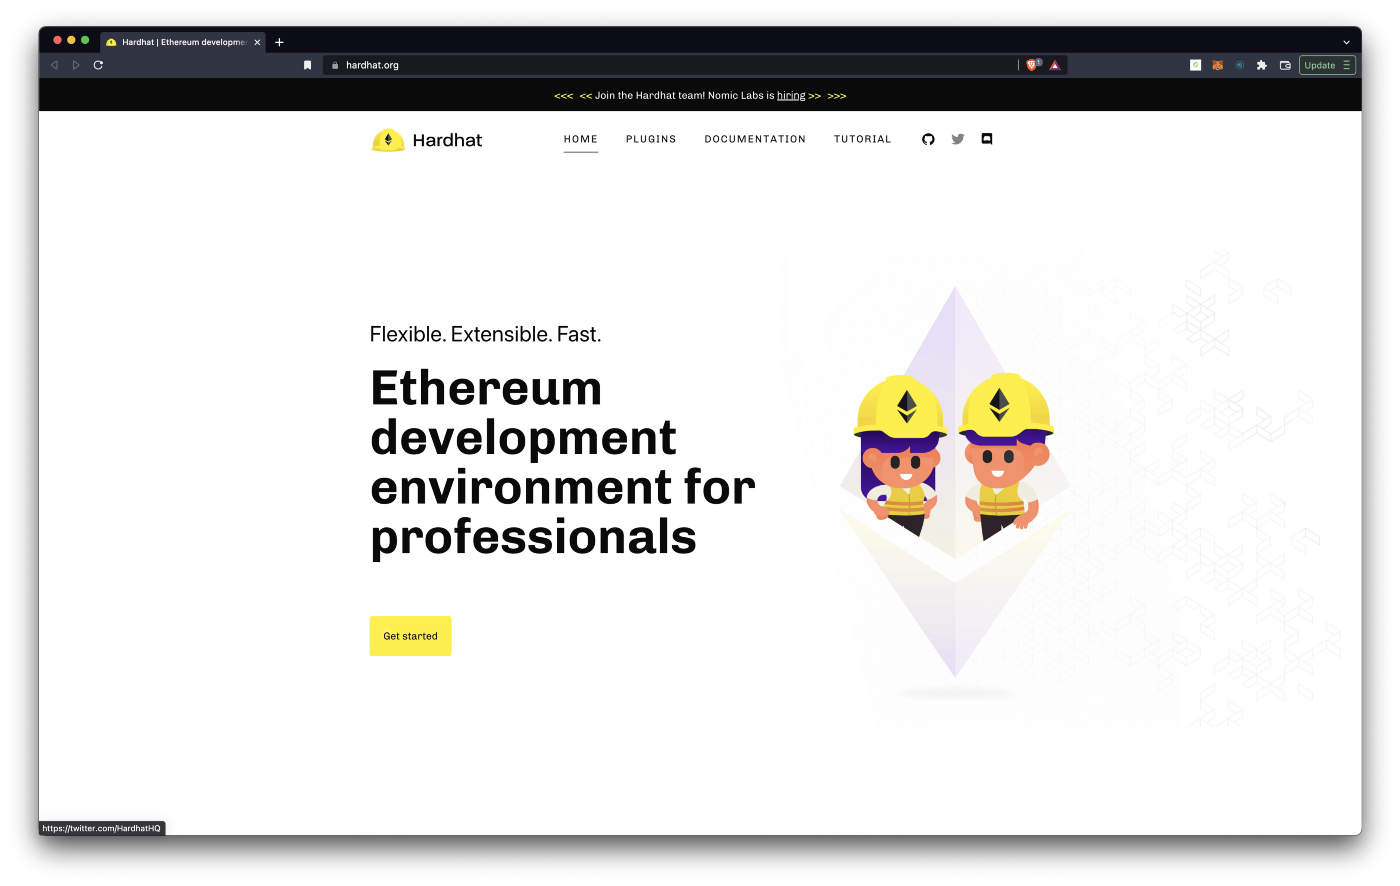 Hardhat | Ethereum developme
hardhat.org
1
Update
<<< << Join the Hardhat team! Nomic Labs is hiring >> >>>
Hardhat
HOME
PLUGINS
DOCUMENTATION
TUTORIAL
Flexible. Extensible. Fast.
Ethereum
development
environment for
professionals
Get started
https://twitter.com/HardhatHQ